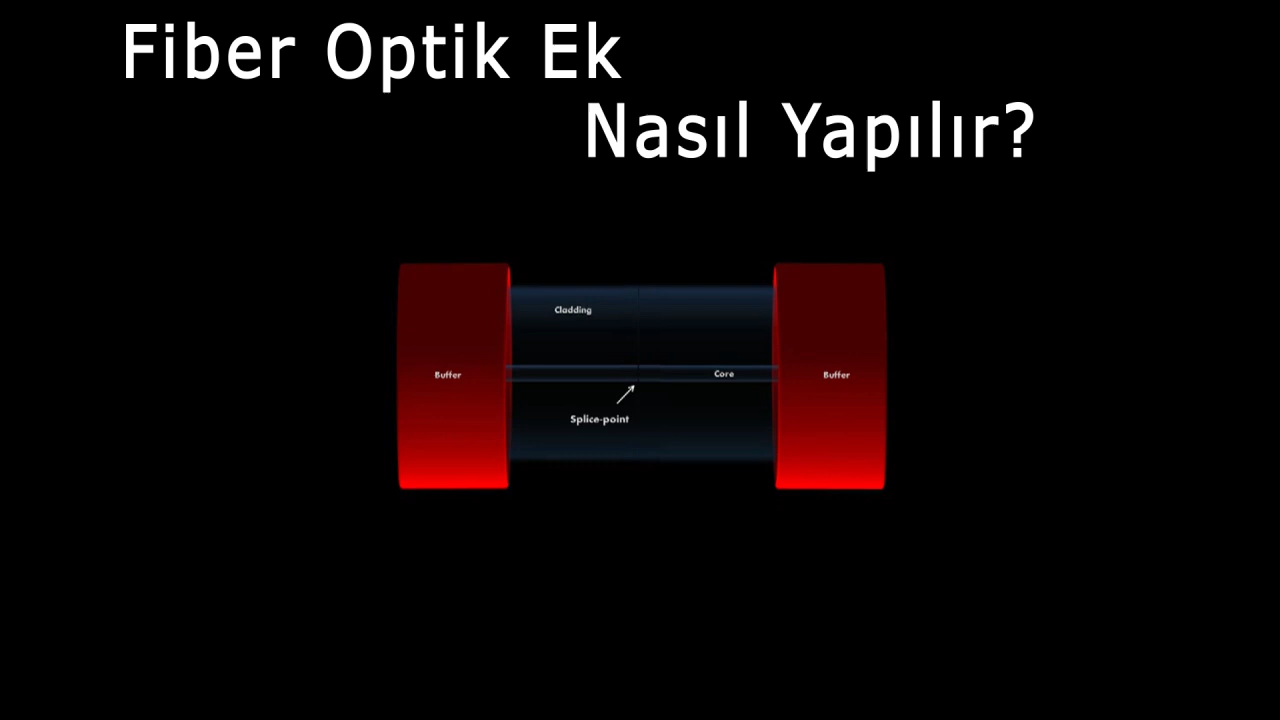 Fiber Optik Ek
Nasıl Yapılır?
Cladding
Buffer
Core
Buffer
Splice-point